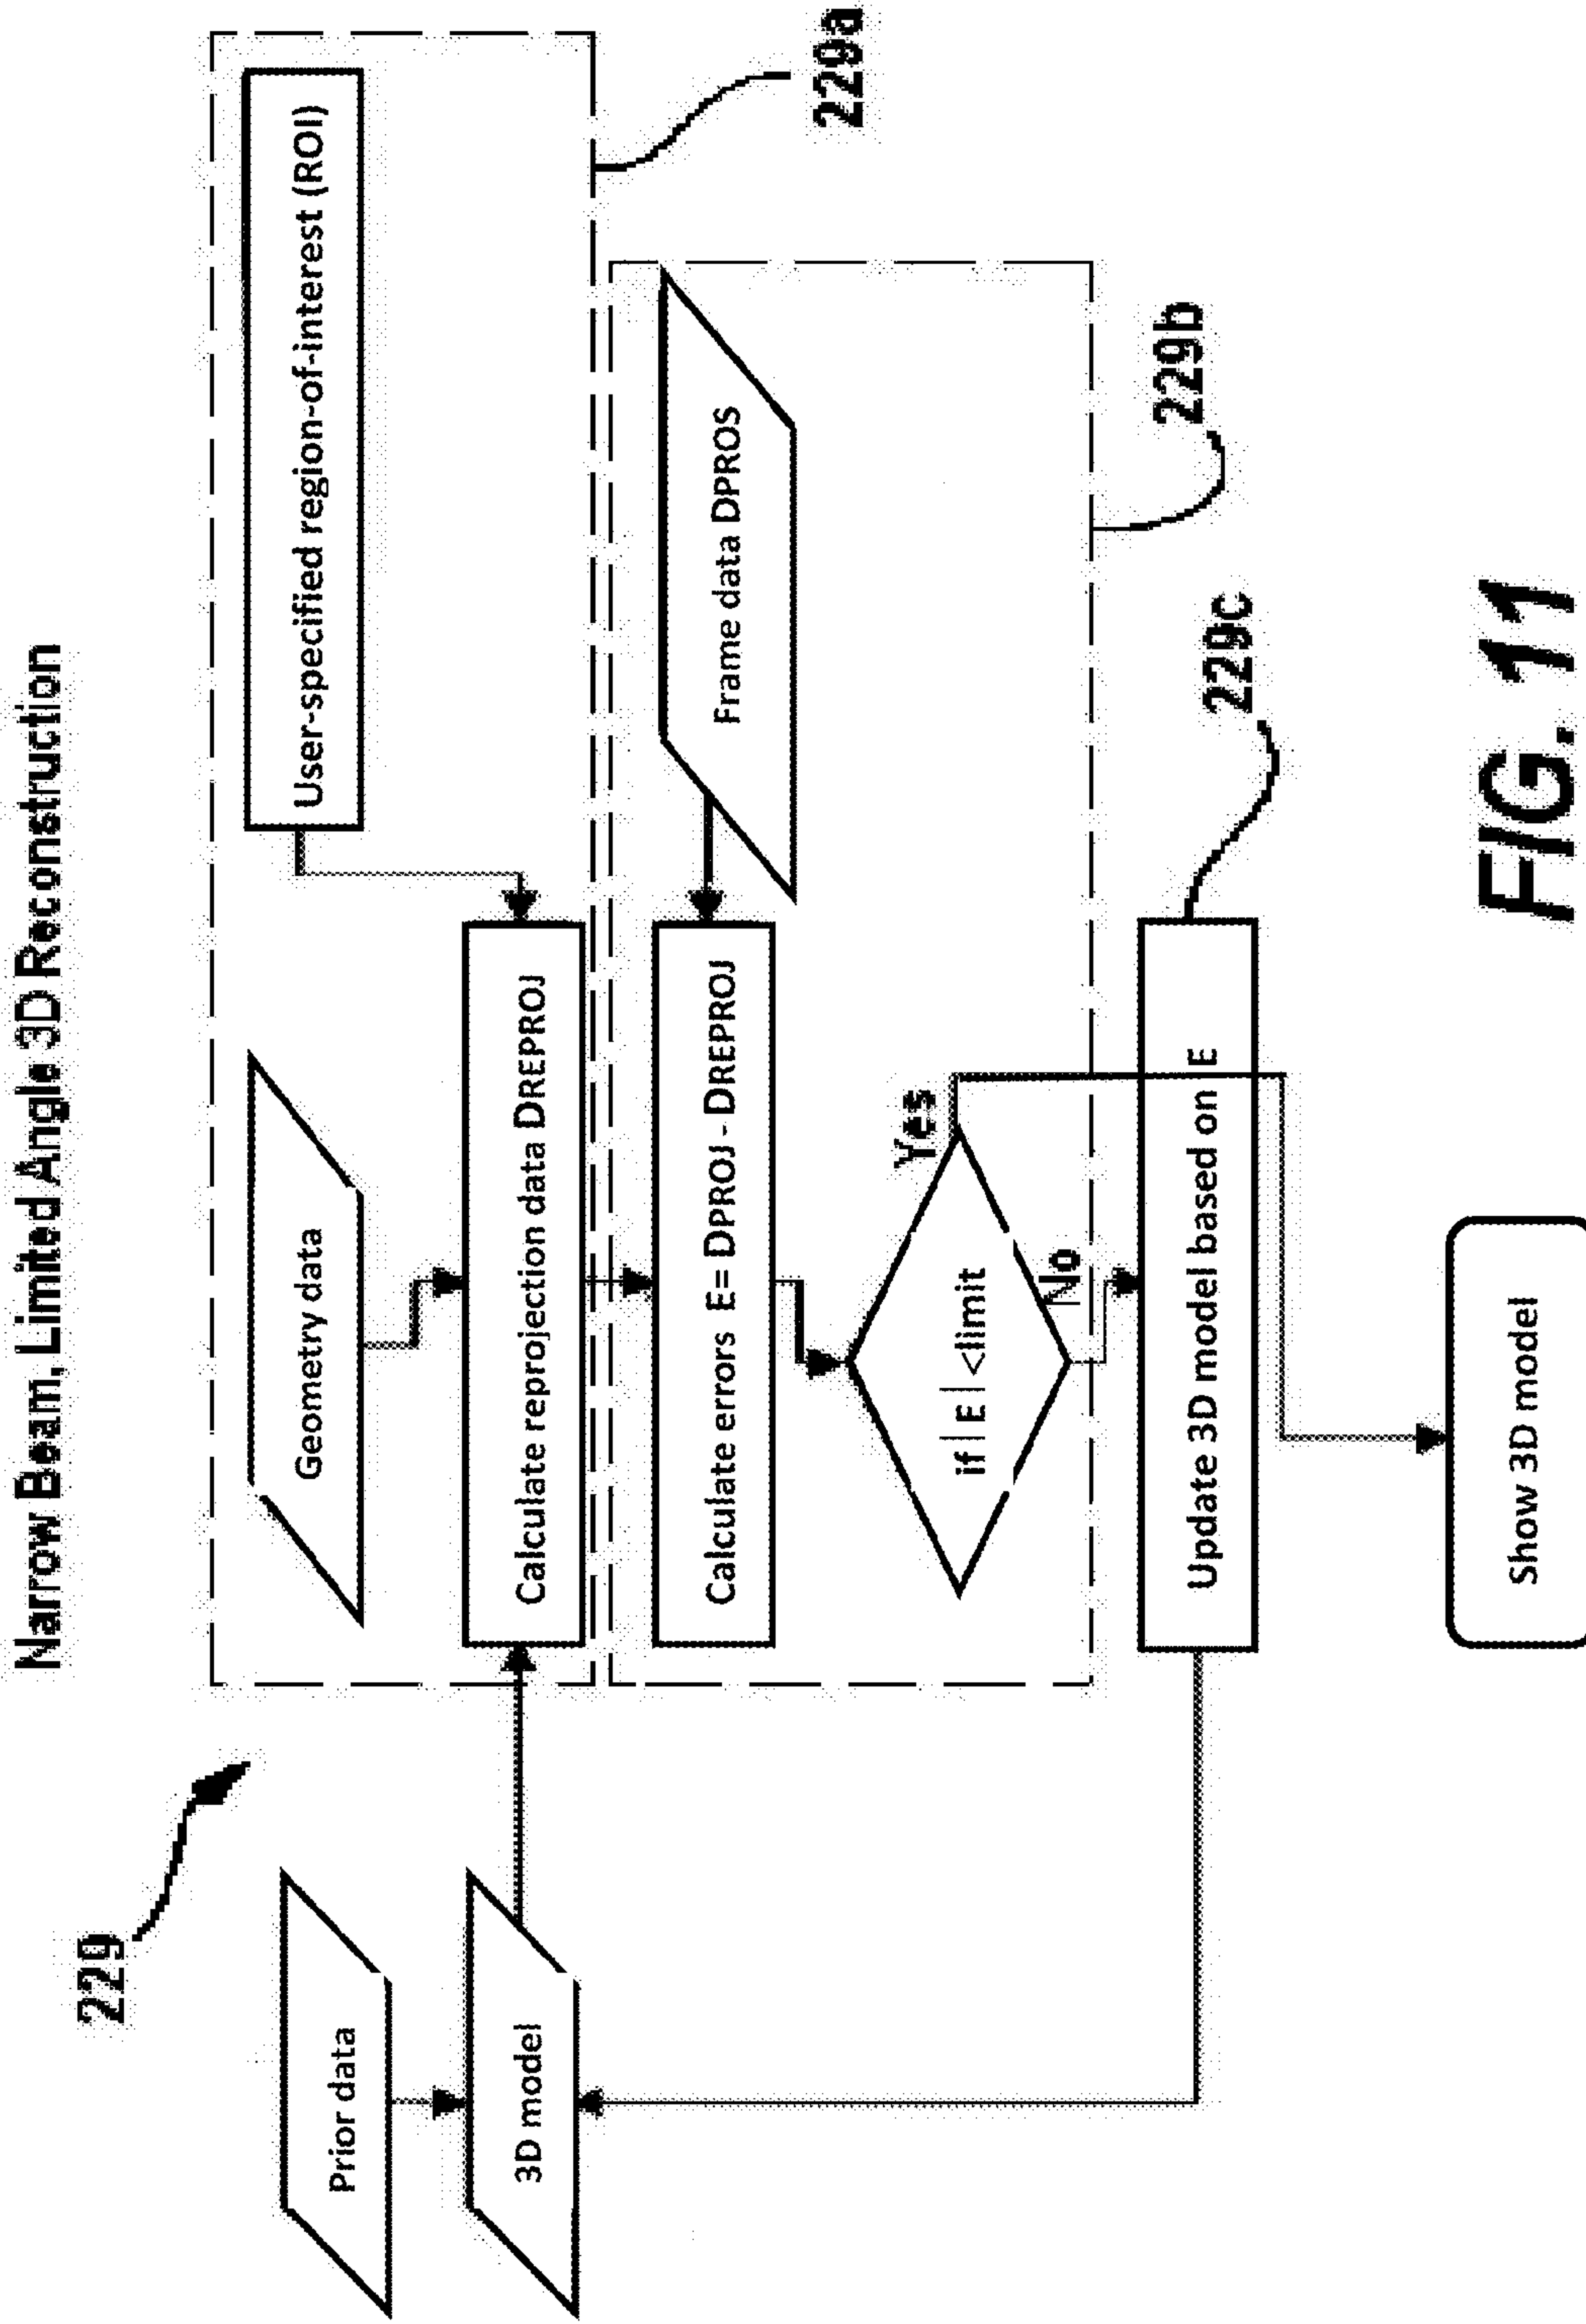 Narrow Beam, Limited Angle 3D Reconstruction
229
Prior data
3D model
Geometry data
User-specified region-of-interest (ROI)
Calculate reprojection data DREPROJ
229a
Frame data DPROS
Calculate errors E= DPROJ - DREPROJ
229b
if |E| <limit
Yes
No
Update 3D model based on E
229c
Show 3D model
FIG. 11